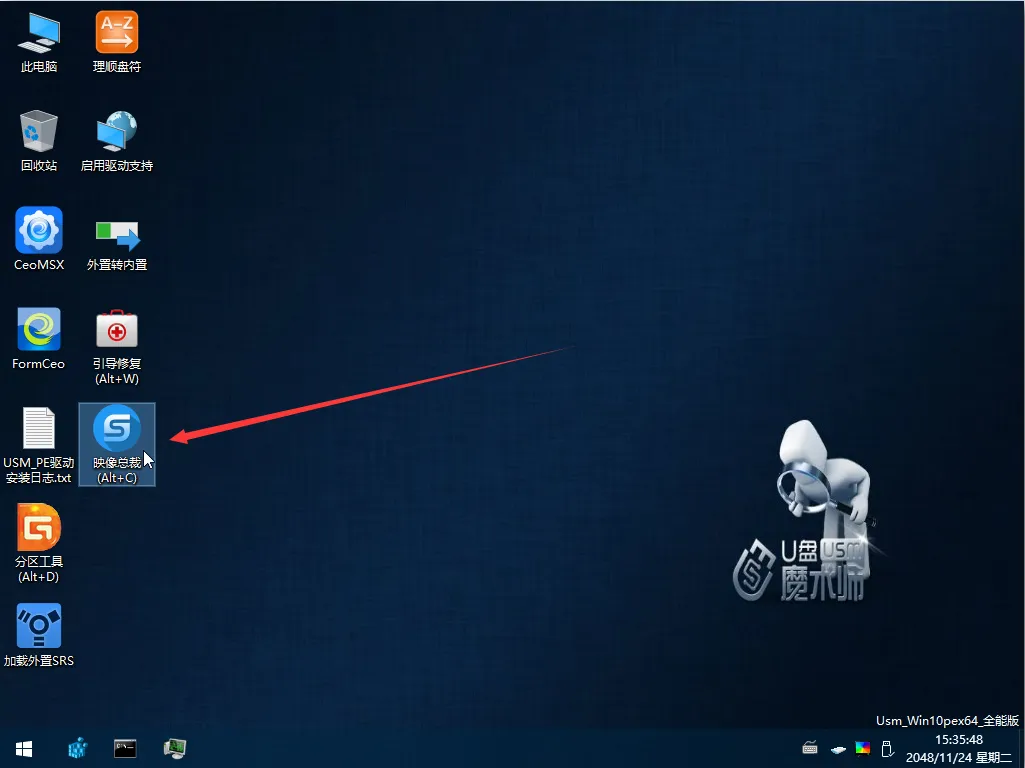 此电脑
理顺盘符
A-Z
回收站
启用驱动支持
CeoMSX
外置转内置
FormCeo
引导修复
(Alt+W)
USM_PE驱动
安装日志.txt
映像总裁
(Alt+C)
分区工具
(Alt+D)
加载外置SRS
U盘USM
魔术师
Usm_Win10pex64_全能版
15:35:48
2048/11/24 星期二